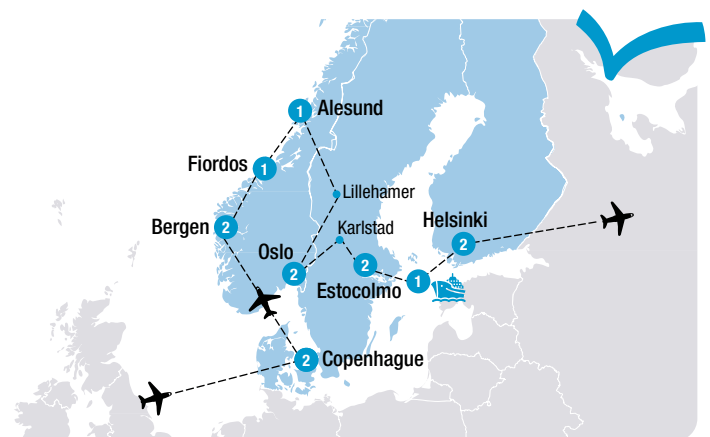 1 Alesund
Fiordos 1
Lillehamer
Bergen 2
Karlstad
Helsinki
2
Oslo
2
2
Estocolmo 1
2 Copenhague